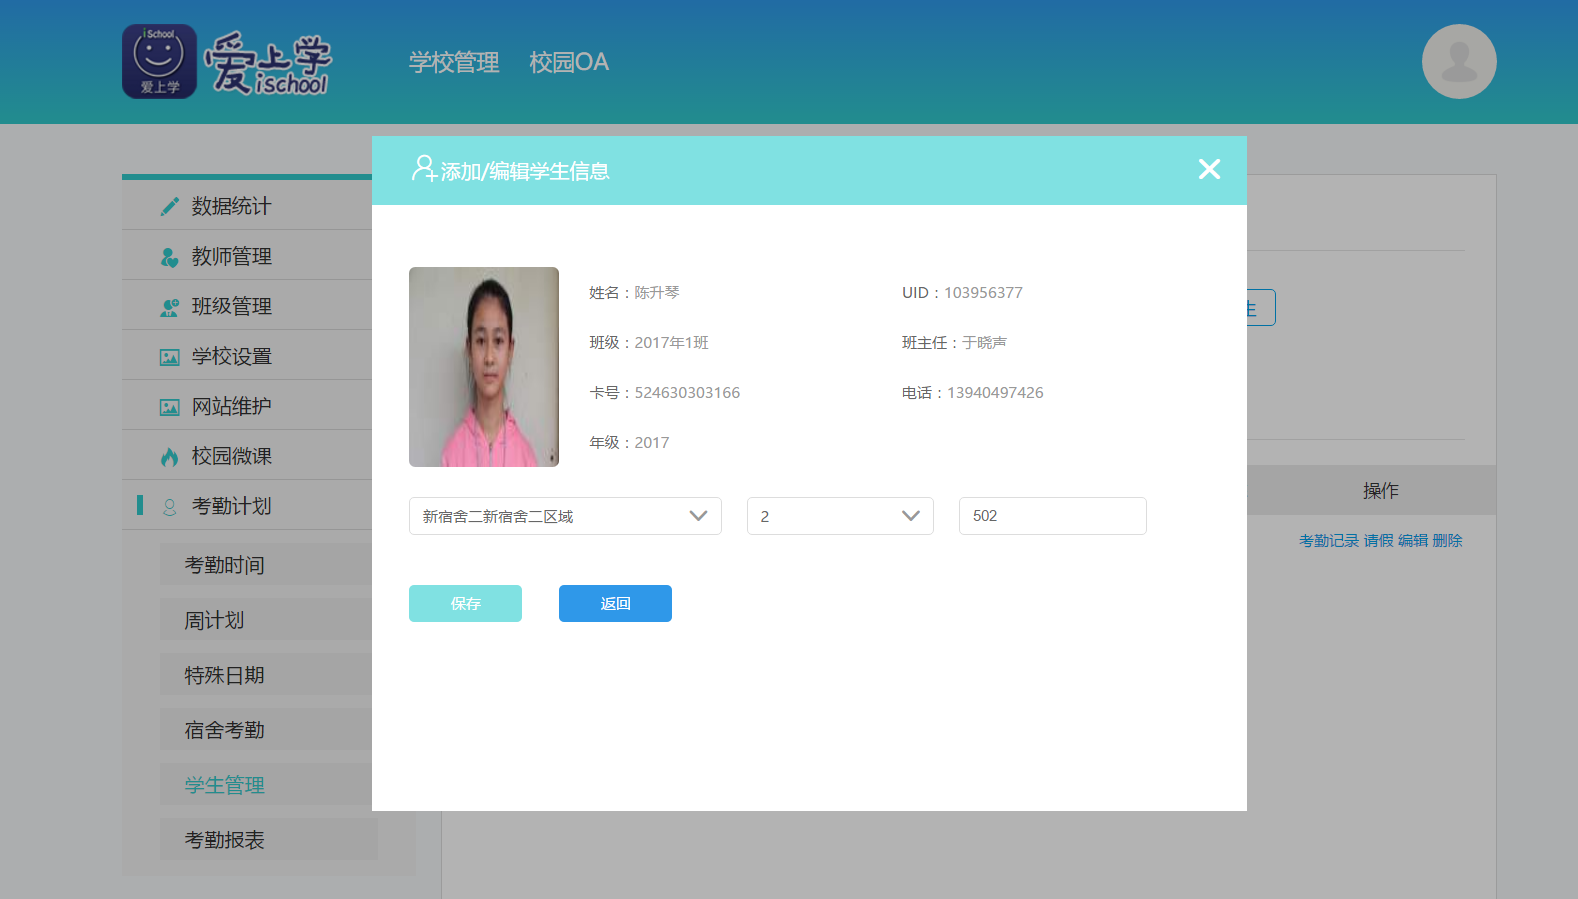 iSchool
爱上学
爱上学
ischool
学校管理 校园OA
添加/编辑学生信息
数据统计
教师管理
班级管理
学校设置
网站维护
校园微课
考勤计划
考勤时间
周计划
特殊日期
宿舍考勤
学生管理
考勤报表
姓名：陈升琴
UID：103956377
班级：2017年1班
班主任：于晓声
卡号：524630303166
电话：13940497426
年级：2017
新宿舍二新宿舍二区域
2
502
保存
返回
生
操作
考勤记录 请假 编辑 删除